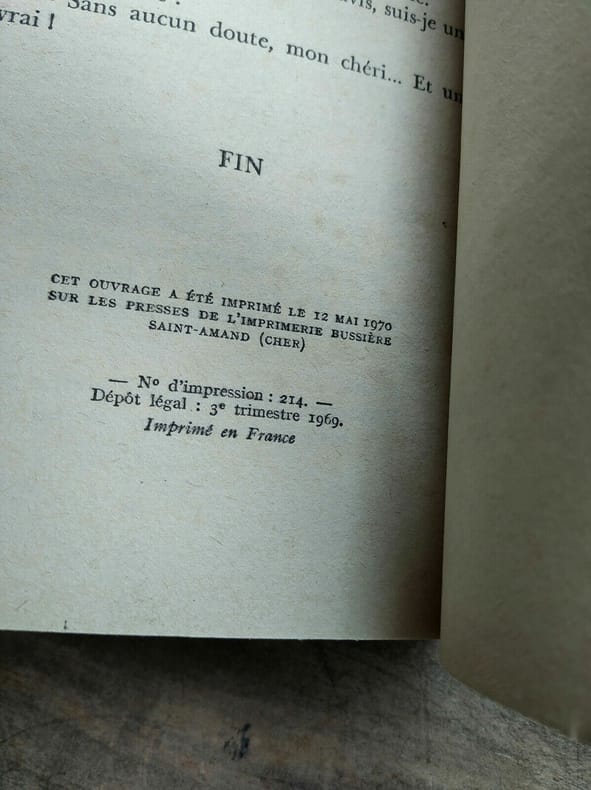 vis, suis-je un
Sans aucun doute, mon chéri... Et un
vrai !
FIN
CET OUVRAGE A ÉTÉ IMPRIMÉ LE 12 MAI 1970
SUR LES PRESSES DE L'IMPRIMERIE BUSSIÈRE
SAINT-AMAND (CHER)
— Nº d'impression : 214. —
Dépôt légal : 3e trimestre 1969.
Imprimé en France